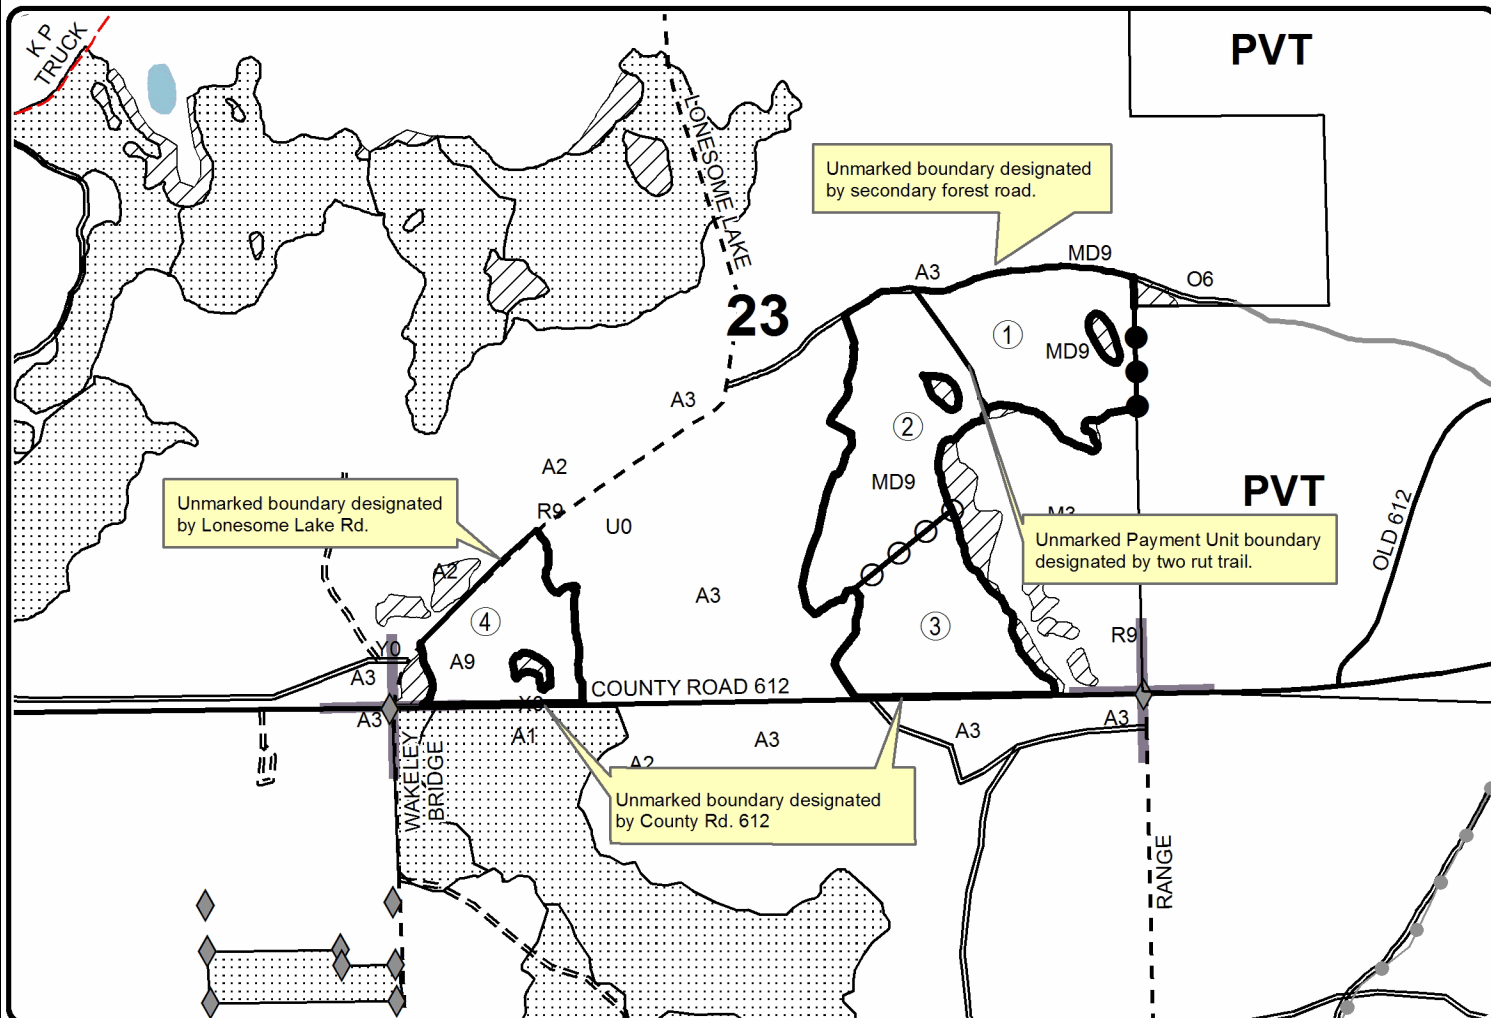 K P
TRUCK
PVT
LONESOME LAKE
Unmarked boundary designated
by secondary forest road.
MD9
A3
O6
23
1
MD9
A3
2
A2
MD9
PVT
Unmarked boundary designated
by Lonesome Lake Rd.
R9
U0
M3
OLD 612
Unmarked Payment Unit boundary
designated by two rut trail.
A2
A3
4
3
R9
Y0
A9
A3
COUNTY ROAD 612
A3
A3
A1
A3
A3
A2
WAKELEY
BRIDGE
Unmarked boundary designated
by County Rd. 612
RANGE